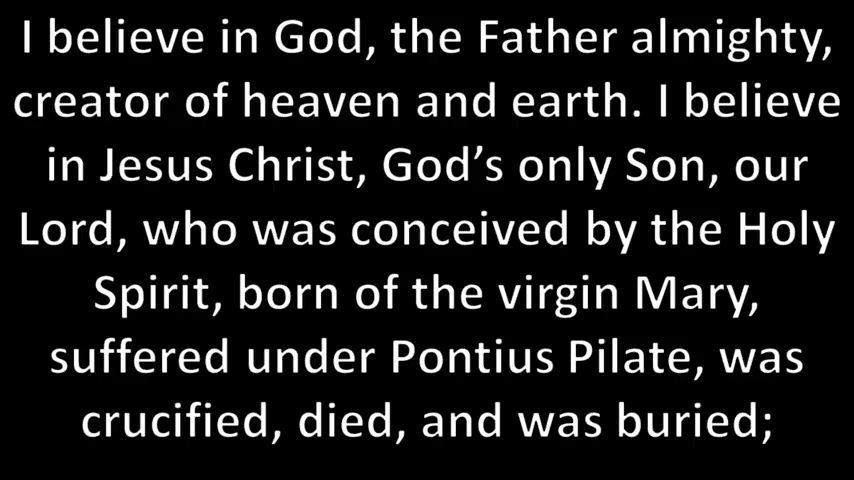 I believe in God, the Father almighty,
creator of heaven and earth. I believe
in Jesus Christ, God’s only Son, our
Lord, who was conceived by the Holy
Spirit, born of the virgin Mary,
suffered under Pontius Pilate, was
crucified, died, and was buried;